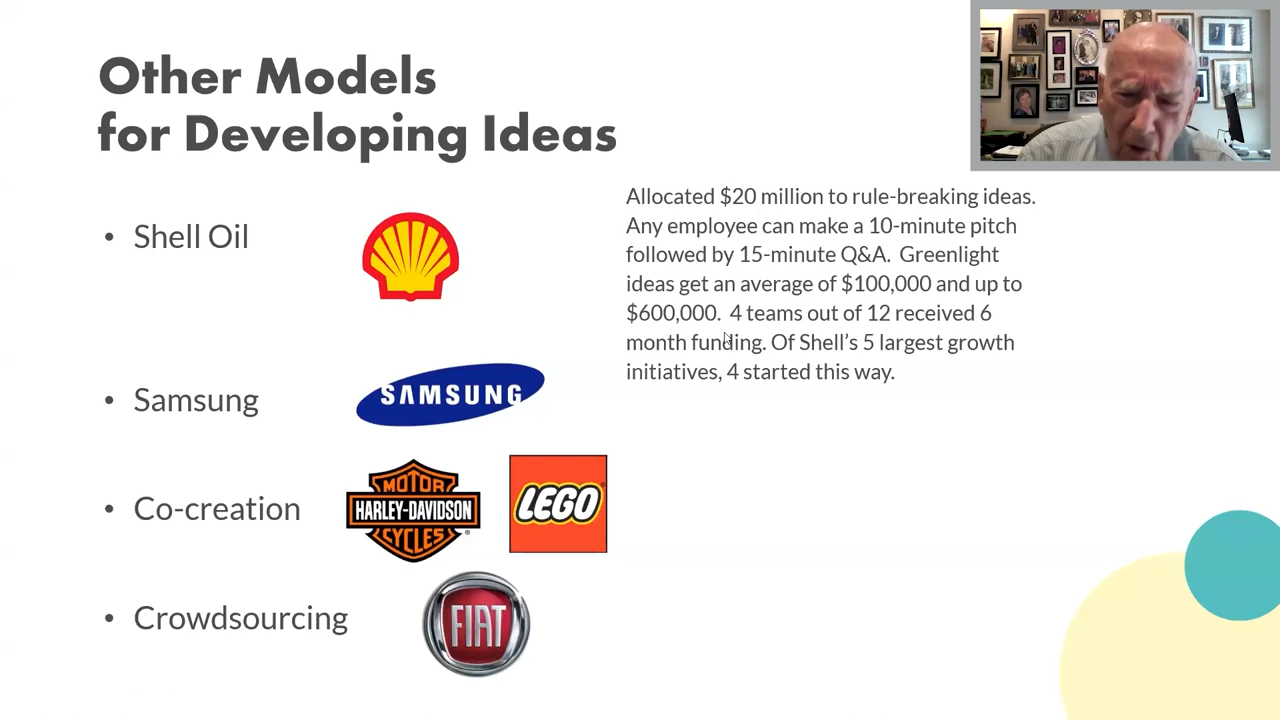 Other Models
for Developing Ideas
• Shell Oil
Allocated $20 million to rule-breaking ideas.
Any employee can make a 10-minute pitch
followed by 15-minute Q&A.  Greenlight
ideas get an average of $100,000 and up to
$600,000.  4 teams out of 12 received 6
month funding. Of Shell's 5 largest growth
initiatives, 4 started this way.
• Samsung
SAMSUNG
• Co-creation
MOTOR
HARLEY-DAVIDSON
CYCLES
®
LEGO
®
• Crowdsourcing
FIAT